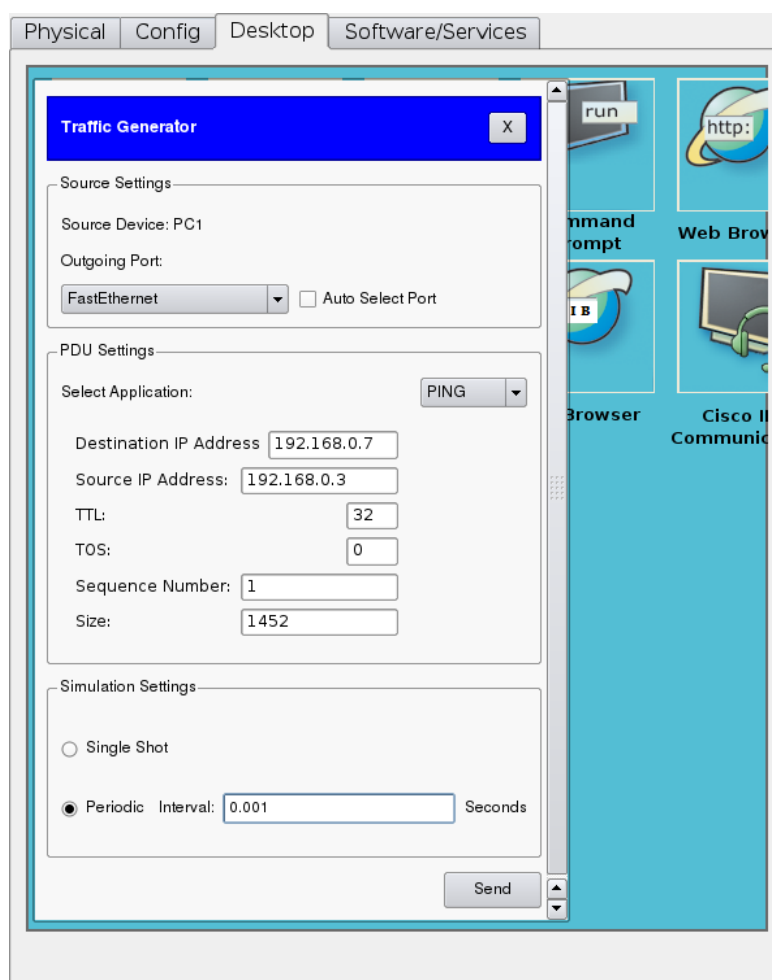 Physical Config Desktop Software/Services
Traffic Generator X
run
http:
Source Settings
Source Device: PC1
mmand
rompt
Web Brow
Outgoing Port:
FastEthernet Auto Select Port
I B
PDU Settings
Select Application: PING
Browser
Cisco I
Communic
Destination IP Address 192.168.0.7
Source IP Address: 192.168.0.3
TTL: 32
TOS: 0
Sequence Number: 1
Size: 1452
Simulation Settings
Single Shot
Periodic Interval: 0.001 Seconds
Send